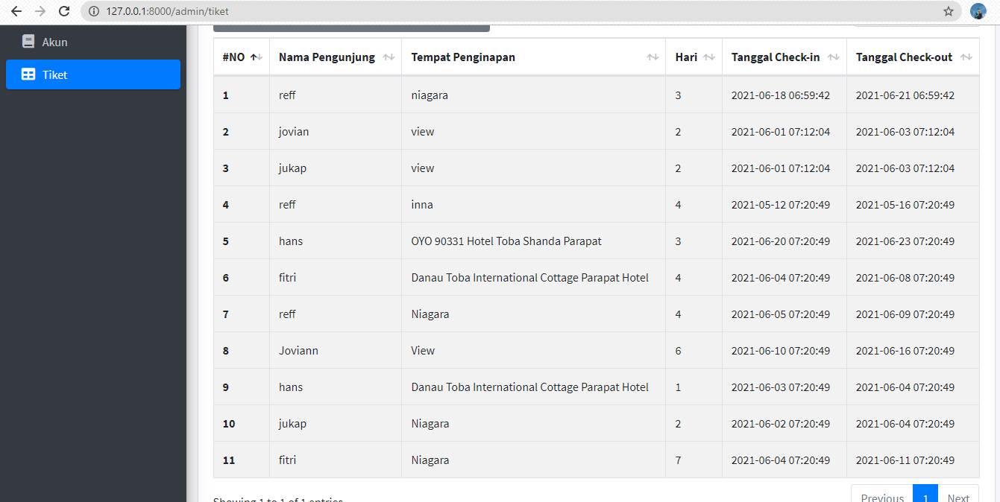 127.0.0.1:8000/admin/tiket
Akun
Tiket
#NO Nama Pengunjung Tempat Penginapan Hari Tanggal Check-in Tanggal Check-out
1 reff niagara 3 2021-06-18 06:59:42 2021-06-21 06:59:42
2 jovian view 2 2021-06-01 07:12:04 2021-06-03 07:12:04
3 jukap view 2 2021-06-01 07:12:04 2021-06-03 07:12:04
4 reff inna 4 2021-05-12 07:20:49 2021-05-16 07:20:49
5 hans OYO 90331 Hotel Toba Shanda Parapat 3 2021-06-20 07:20:49 2021-06-23 07:20:49
6 fitri Danau Toba International Cottage Parapat Hotel 4 2021-06-04 07:20:49 2021-06-08 07:20:49
7 reff Niagara 4 2021-06-05 07:20:49 2021-06-09 07:20:49
8 Joviann View 6 2021-06-10 07:20:49 2021-06-16 07:20:49
9 hans Danau Toba International Cottage Parapat Hotel 1 2021-06-03 07:20:49 2021-06-04 07:20:49
10 jukap Niagara 2 2021-06-02 07:20:49 2021-06-04 07:20:49
11 fitri Niagara 7 2021-06-04 07:20:49 2021-06-11 07:20:49
Showing 1 to 1 of 1 entries
Previous 1 Next